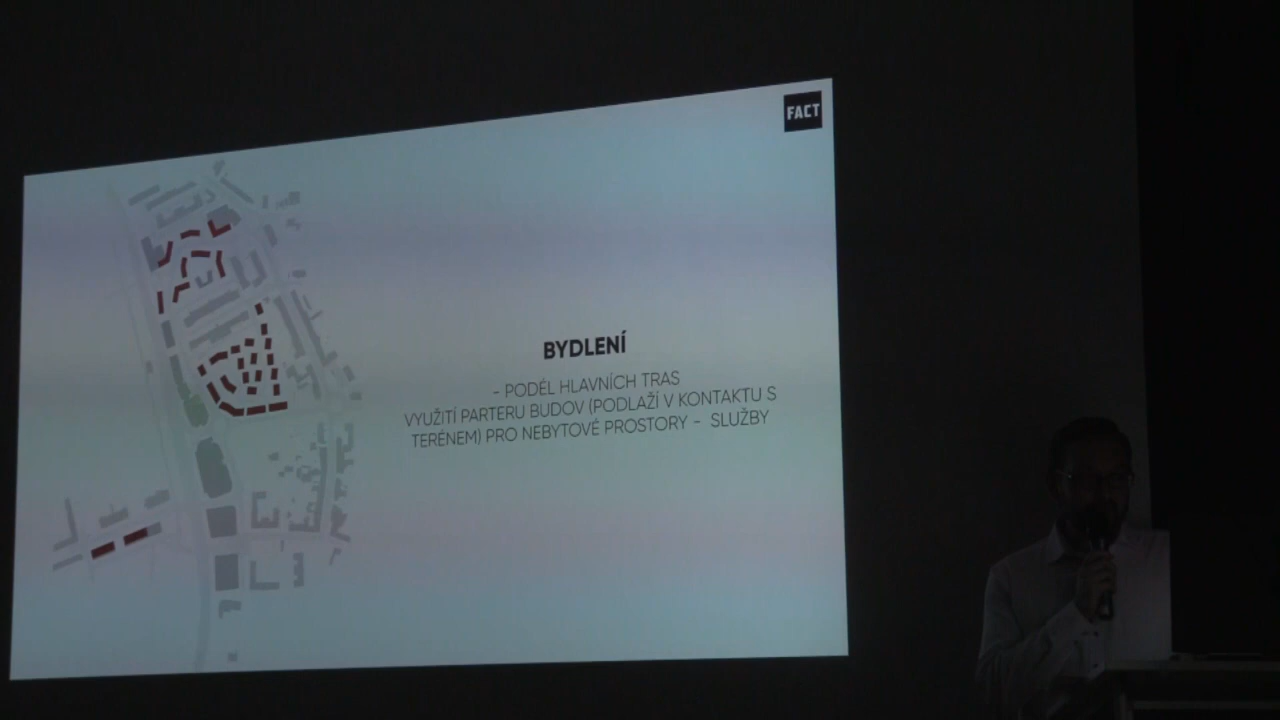 FACT
BYDLENÍ
- PODÉL HLAVNÍCH TRAS
VYUŽITÍ PARTERU BUDOV (PODLAŽÍ V KONTAKTU S
TERÉNEM) PRO NEBYTOVÉ PROSTORY - SLUŽBY